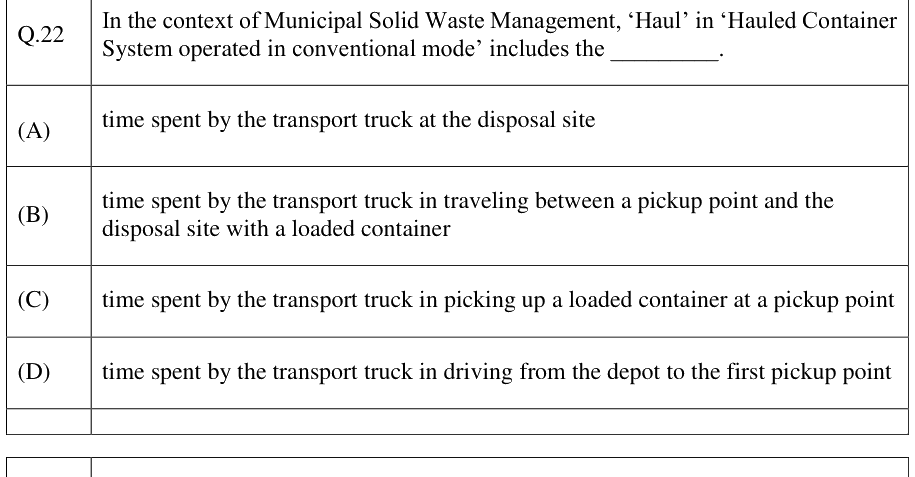 Q.22
In the context of Municipal Solid Waste Management, ‘Haul’ in ‘Hauled Container
System operated in conventional mode’ includes the _________.
(A)
time spent by the transport truck at the disposal site
(B)
time spent by the transport truck in traveling between a pickup point and the
disposal site with a loaded container
(C)
time spent by the transport truck in picking up a loaded container at a pickup point
(D)
time spent by the transport truck in driving from the depot to the first pickup point